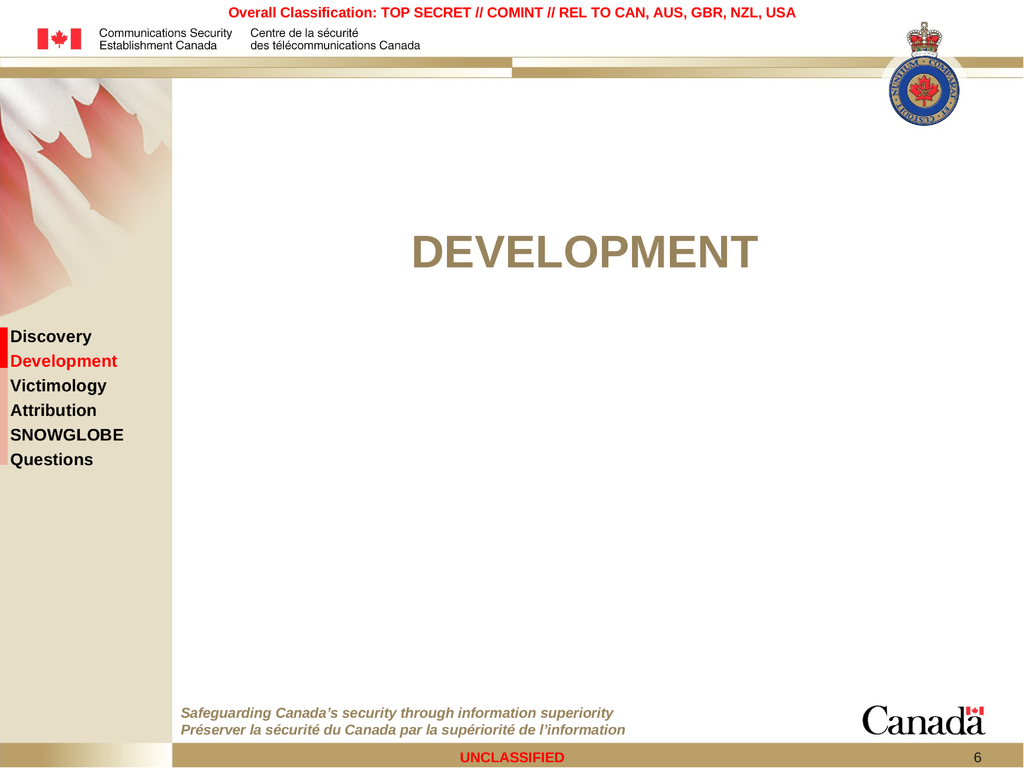 Overall Classification: TOP SECRET // COMINT // REL TO CAN, AUS, GBR, NZL, USA
Communications Security
Establishment Canada
Centre de la sécurité
des télécommunications Canada
NUNTIUM · COMPARAT · ET · CUSTODIT
DEVELOPMENT
Discovery
Development
Victimology
Attribution
SNOWGLOBE
Questions
Safeguarding Canada’s security through information superiority
Préserver la sécurité du Canada par la supériorité de l’information
Canada
UNCLASSIFIED
6